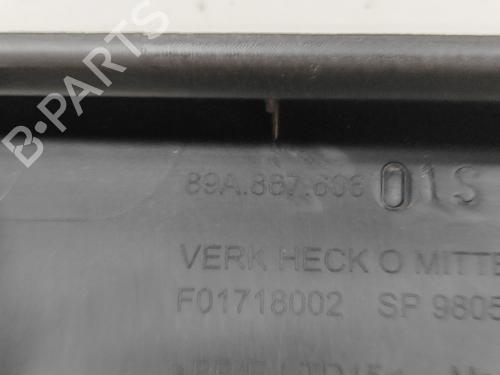 B-PARTS
89A.867.606 01S
VERK HECK O MITTE
F01718002 SP 9805